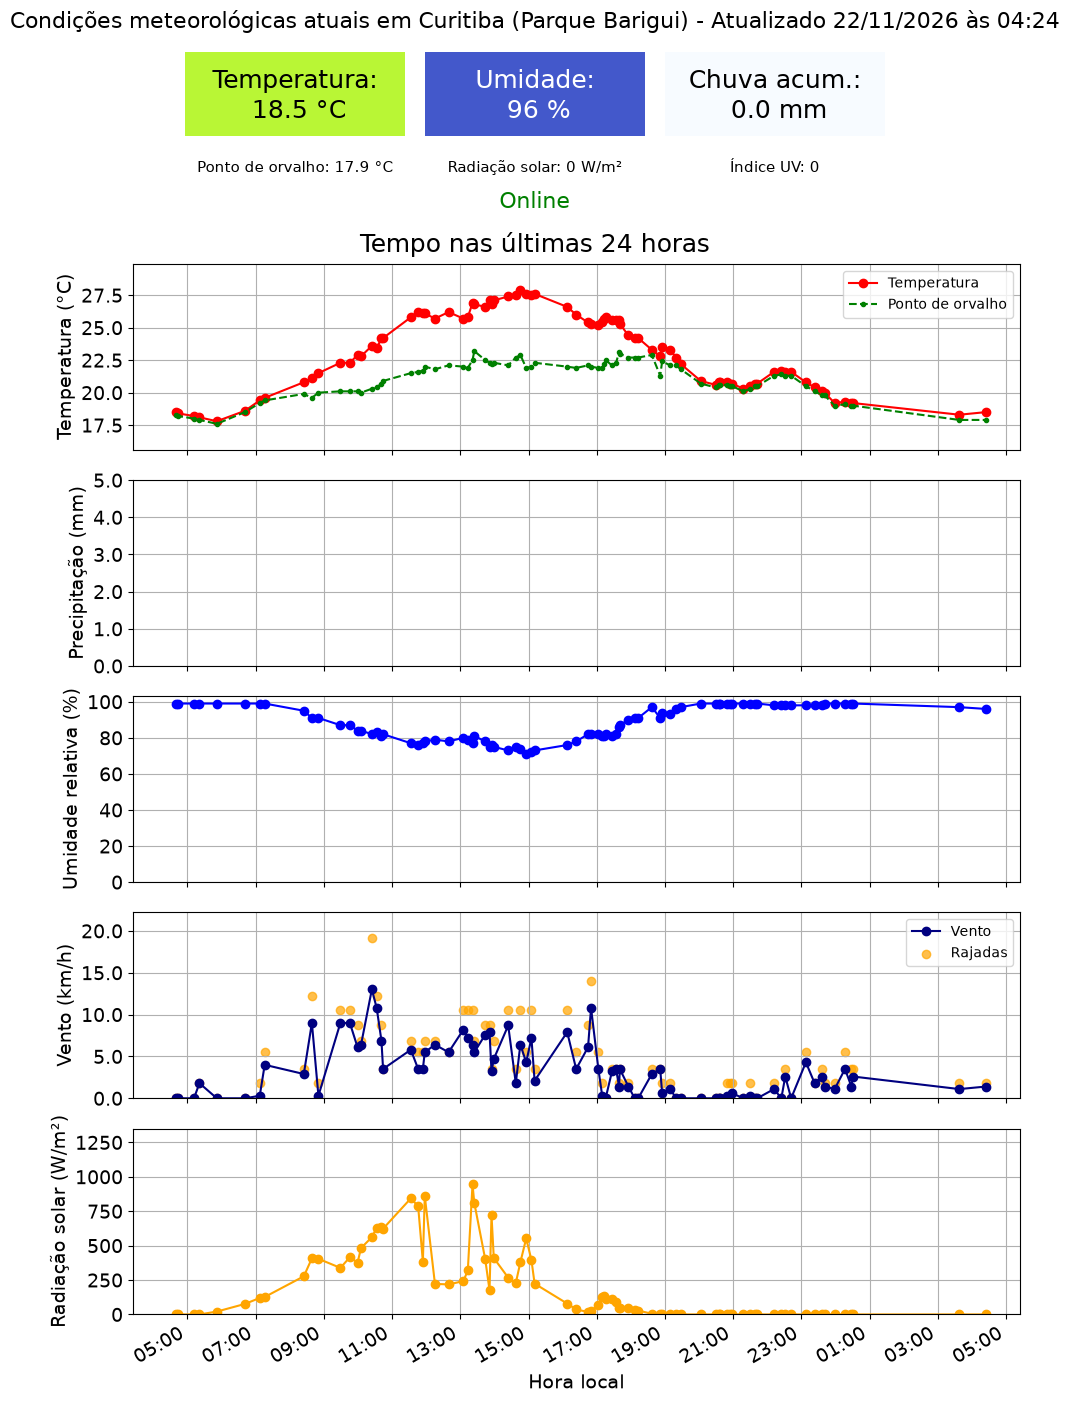 Condições meteorológicas atuais em Curitiba (Parque Barigui) - Atualizado 22/11/2026 às 04:24
Temperatura:
18.5 °C
Umidade:
96 %
Chuva acum.:
0.0 mm
Ponto de orvalho: 17.9 °C
Radiação solar: 0 W/m²
Índice UV: 0
Online
Tempo nas últimas 24 horas
Temperatura (°C)
27.5
25.0
22.5
20.0
17.5
Temperatura
Ponto de orvalho
Precipitação (mm)
5.0
4.0
3.0
2.0
1.0
0.0
Umidade relativa (%)
100
80
60
40
20
0
Vento (km/h)
20.0
15.0
10.0
5.0
0.0
Vento
Rajadas
Radiação solar (W/m²)
1250
1000
750
500
250
0
05:00
07:00
09:00
11:00
13:00
15:00
17:00
19:00
21:00
23:00
01:00
03:00
05:00
Hora local